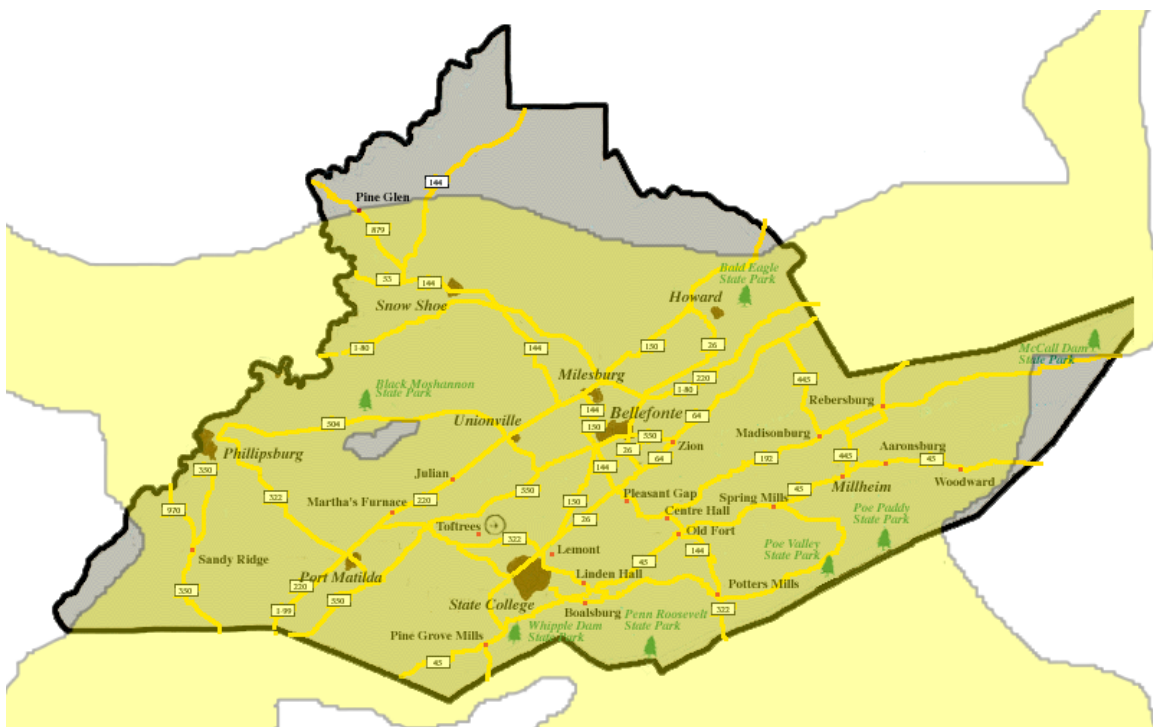 144
Pine Glen
879
Bald Eagle
State Park
53
144
Snow Shoe
Howard
1-80
144
150
26
McCall Dam
State Park
Black Moshannon
State Park
Milesburg
220
1-80
445
Rebersburg
504
Unionville
144
150
Bellefonte
550
64
Phillipsburg
26
Zion
Madisonburg
64
192
445
Aaronsburg
45
350
Julian
144
Woodward
322
220
550
Pleasant Gap
Spring Mills
45
Millheim
970
Martha's Furnace
150
26
Centre Hall
Poe Paddy
State Park
Toftrees
322
Old Fort
Sandy Ridge
Lemont
144
Poe Valley
State Park
Port Matilda
45
Linden Hall
350
220
550
State College
Potters Mills
1-99
Boalsburg
322
Penn Roosevelt
State Park
Whipple Dam
State Park
Pine Grove Mills
45